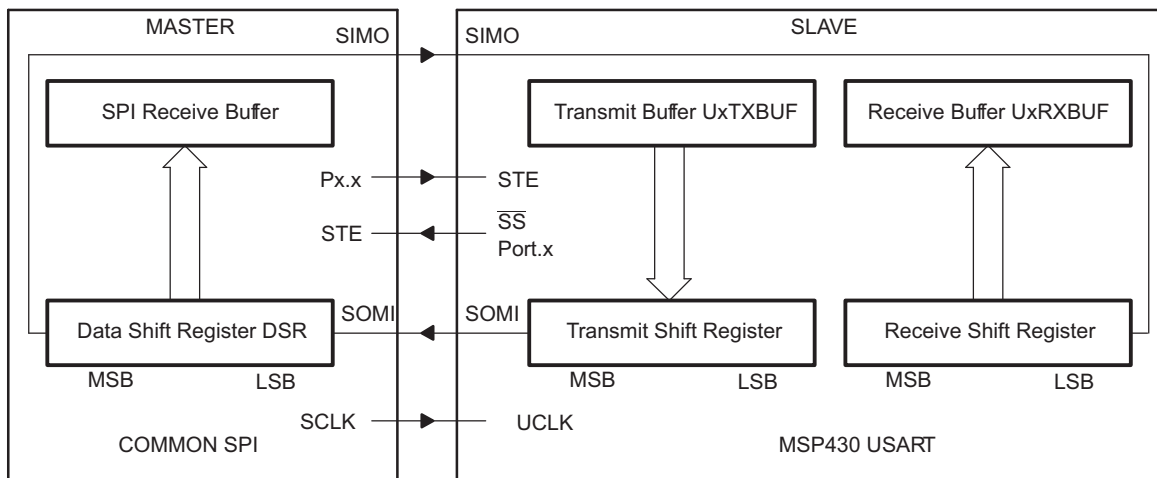 MASTER
SLAVE
SIMO
SIMO
SPI Receive Buffer
Transmit Buffer UxTXBUF
Receive Buffer UxRXBUF
Px.x
STE
STE
S̅S̅
Port.x
SOMI
SOMI
Data Shift Register DSR
Transmit Shift Register
Receive Shift Register
MSB
LSB
MSB
LSB
MSB
LSB
SCLK
UCLK
COMMON SPI
MSP430 USART